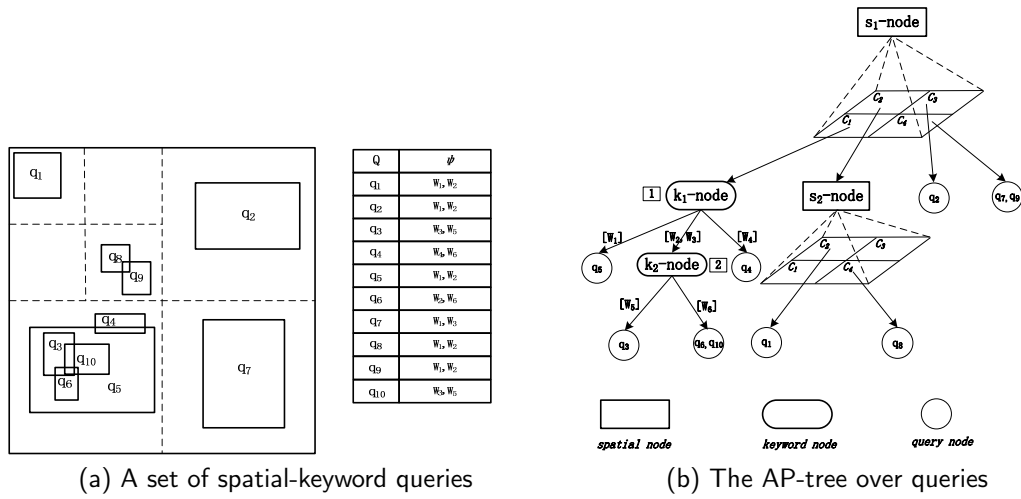 q1
q2
q8
q9
q4
q3
q10
q6
q5
q7
Q ψ
q1 W1, W2
q2 W1, W2
q3 W3, W5
q4 W4, W6
q5 W1, W2
q6 W2, W6
q7 W1, W3
q8 W1, W2
q9 W1, W2
q10 W3, W5
(a) A set of spatial-keyword queries
s1-node
C2 C3
C1 C4
1 k1-node s2-node q2 q7, q9
[W1] [W2, W3] [W4]
C2 C3
q5 k2-node 2 q4 C1 C4
[W5] [W6]
q3 q6, q10 q1 q8
spatial node keyword node query node
(b) The AP-tree over queries